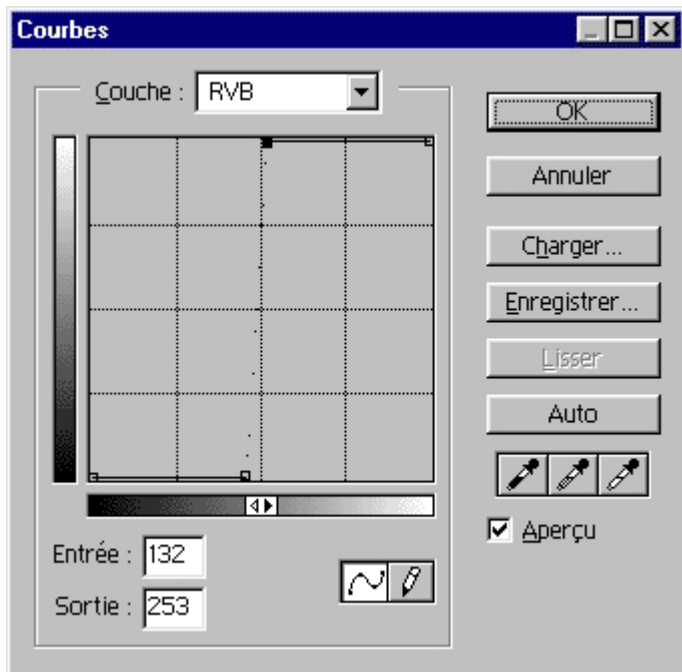 Courbes
Couche : RVB
OK
Annuler
Charger...
Enregistrer...
Lisser
Auto
Aperçu
Entrée : 132
Sortie : 253